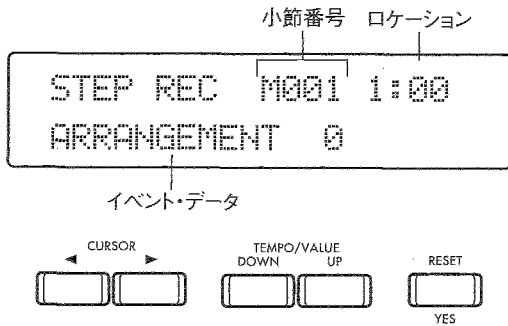 小節番号 ロケーション
STEP REC M001 1:00
ARRANGEMENT 0
イベント・データ
CURSOR TEMPO/VALUE
◄ ► DOWN UP RESET
YES